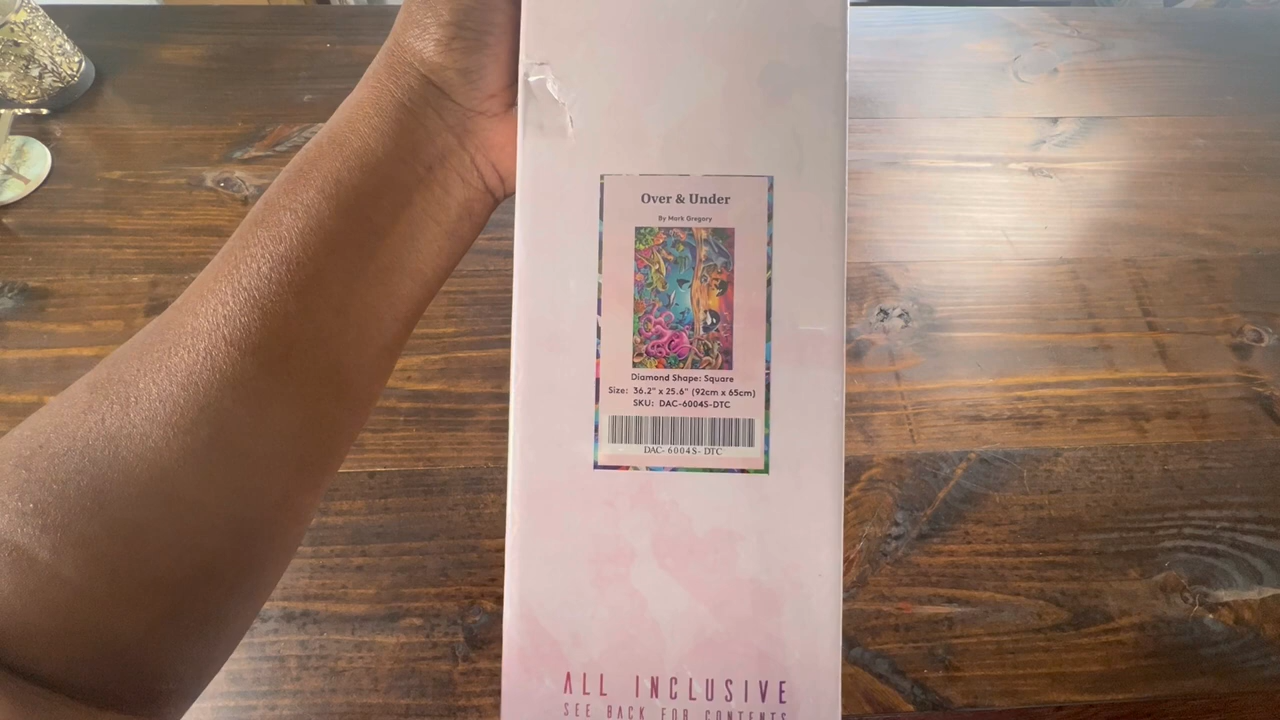 Over & Under
By Mark Gregory
Diamond Shape: Square
Size: 36.2" x 25.6" (92cm x 65cm)
SKU: DAC-6004S-DTC
DAC- 6004S- DTC
ALL INCLUSIVE
SEE BACK FOR CONTENTS